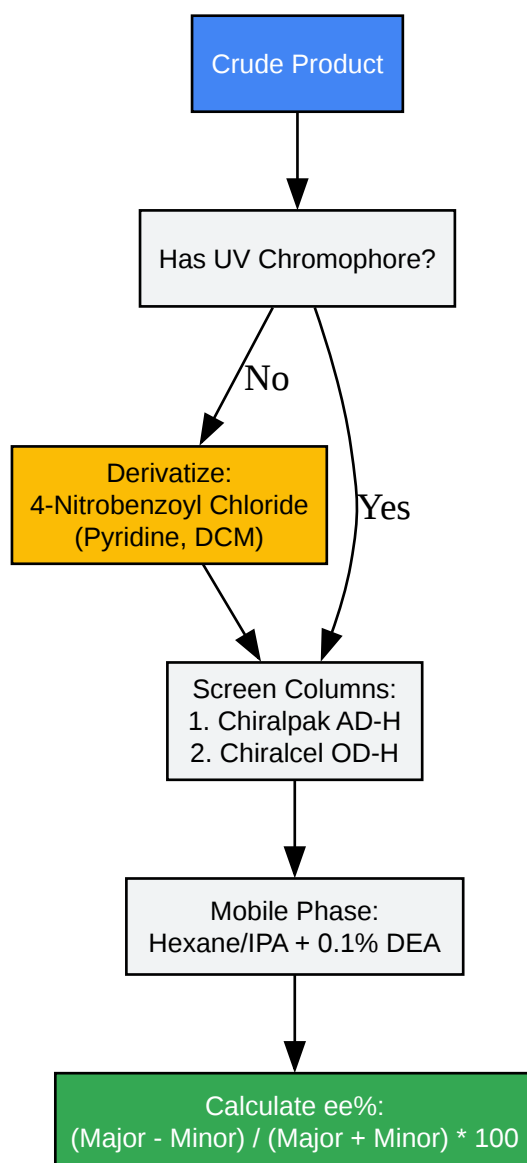 Crude Product
Has UV Chromophore?
No
Derivatize:
4-Nitrobenzoyl Chloride
(Pyridine, DCM)
Yes
Screen Columns:
1. Chiralpak AD-H
2. Chiralcel OD-H
Mobile Phase:
Hexane/IPA + 0.1% DEA
Calculate ee%:
(Major - Minor) / (Major + Minor) * 100